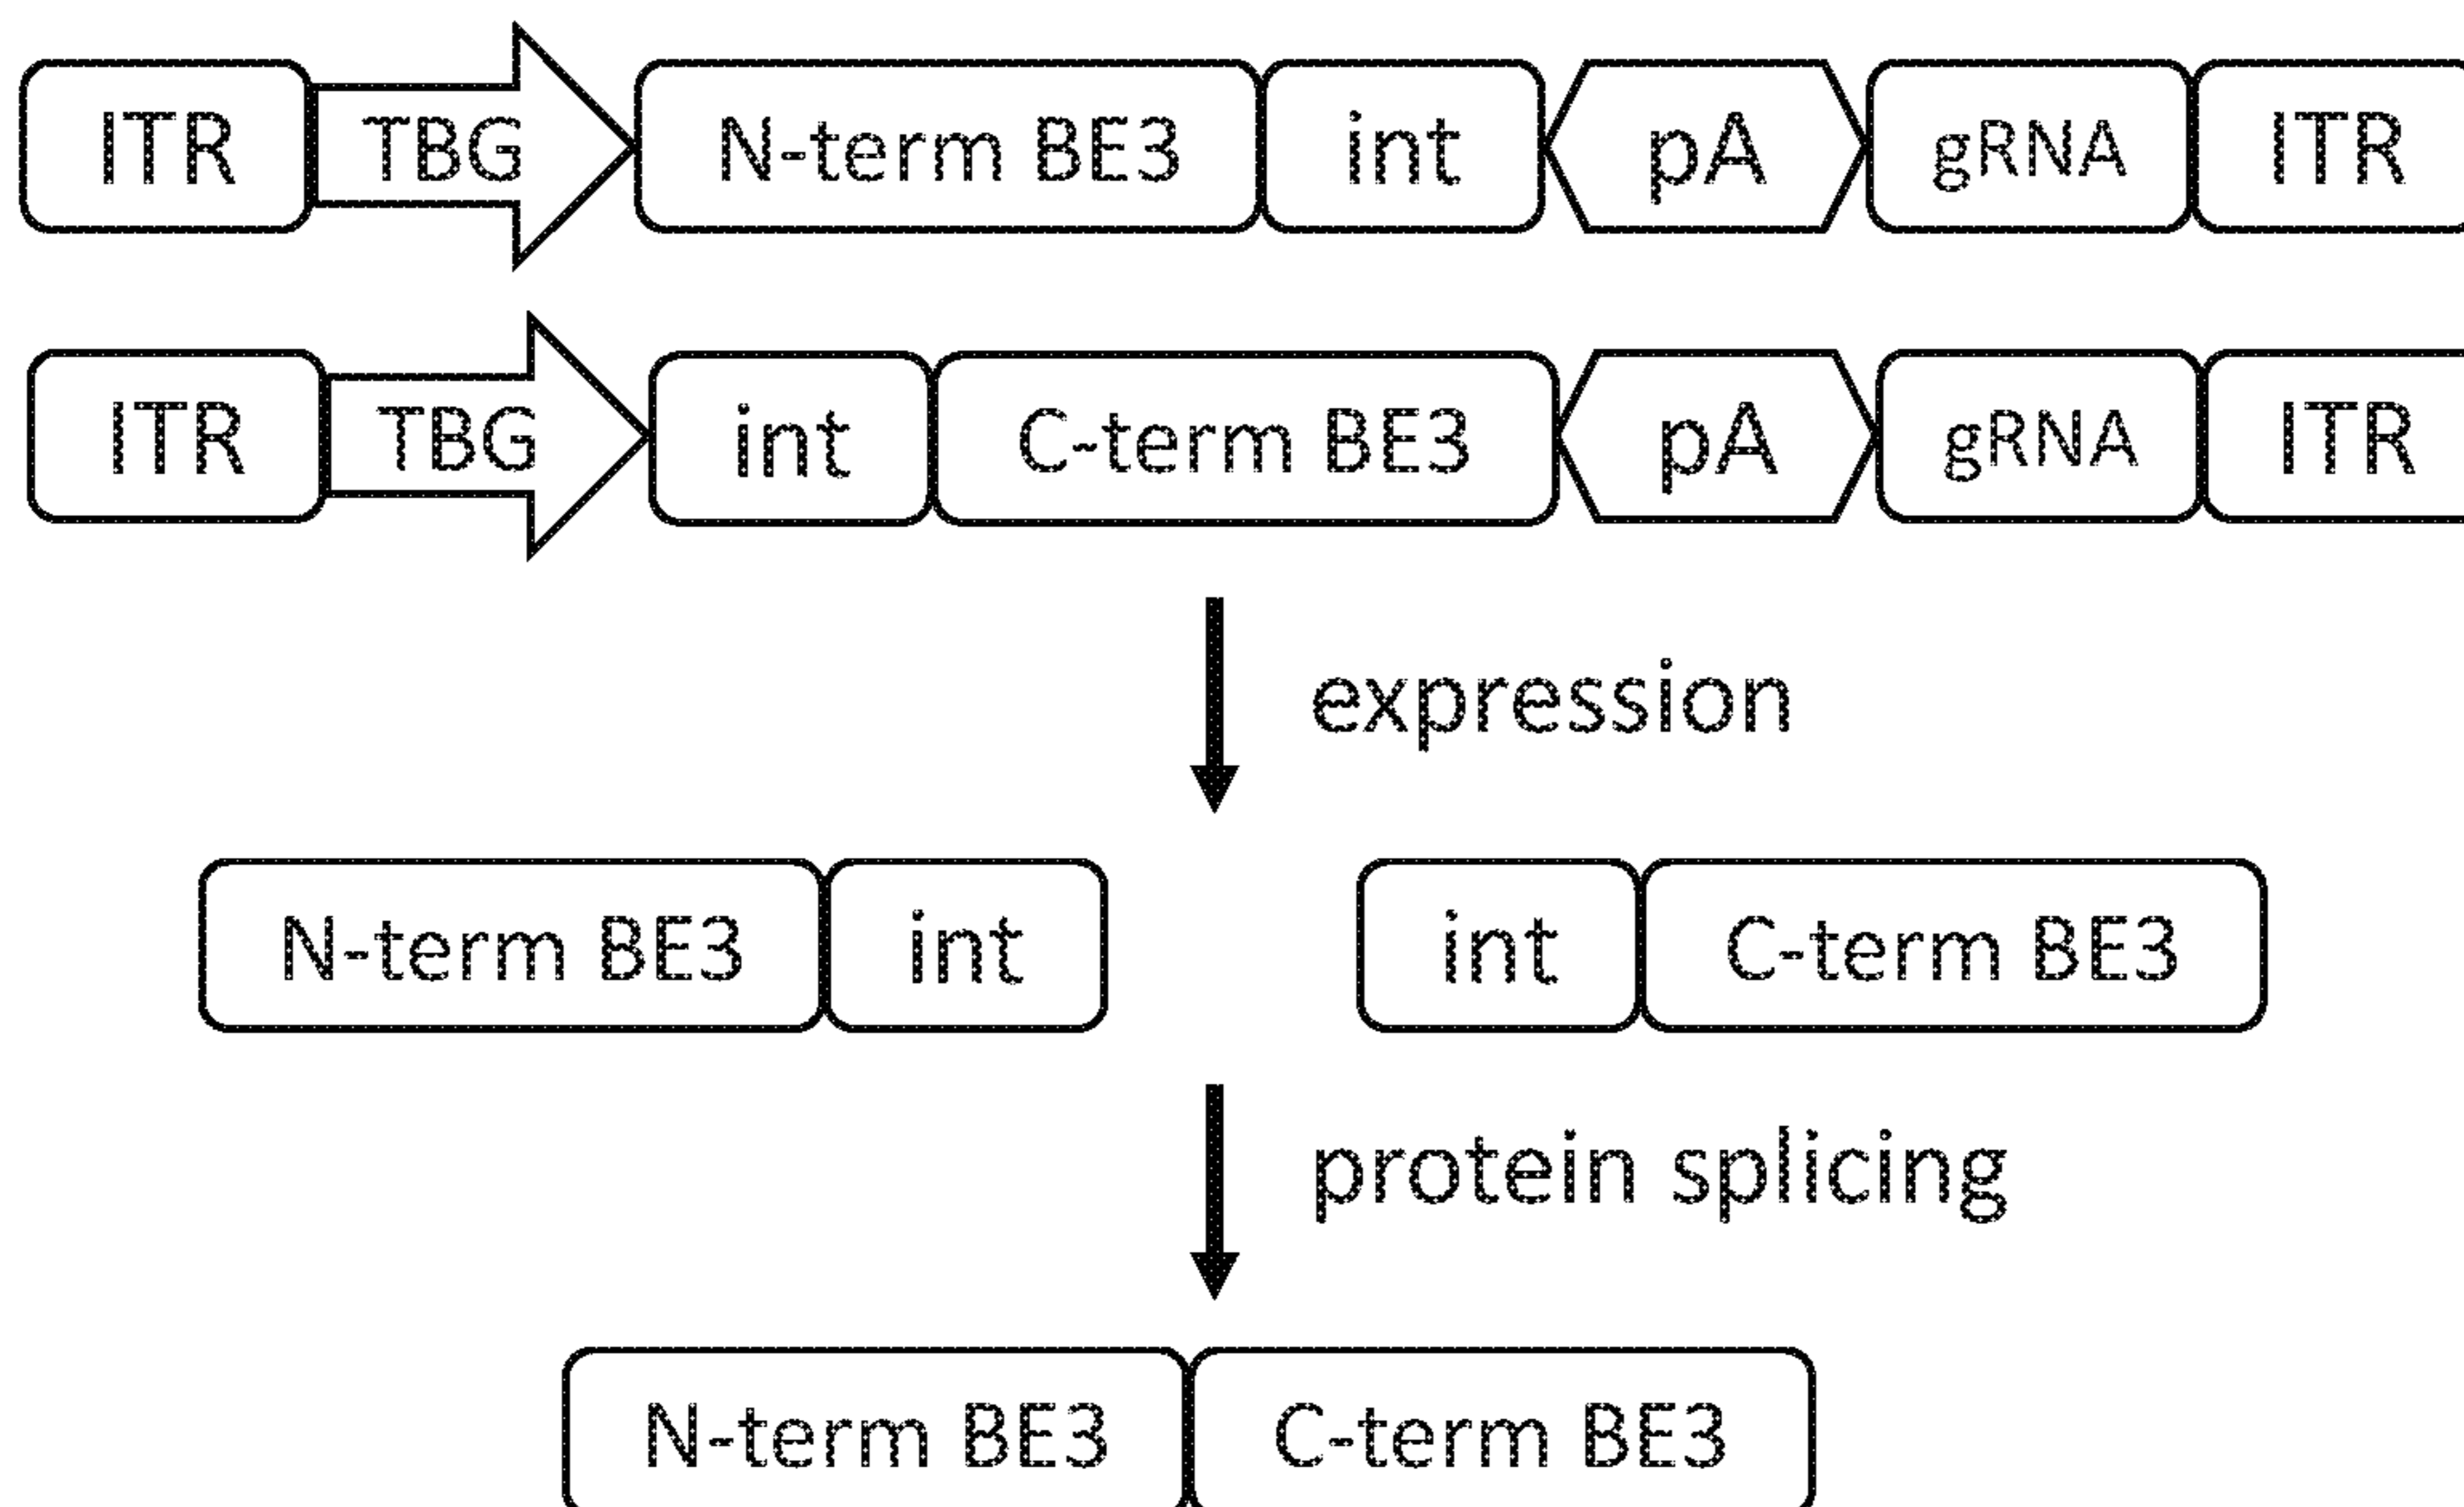 ITR TBG N-term BE3 int pA gRNA ITR
ITR TBG int C-term BE3 pA gRNA ITR
expression
N-term BE3 int int C-term BE3
protein splicing
N-term BE3 C-term BE3